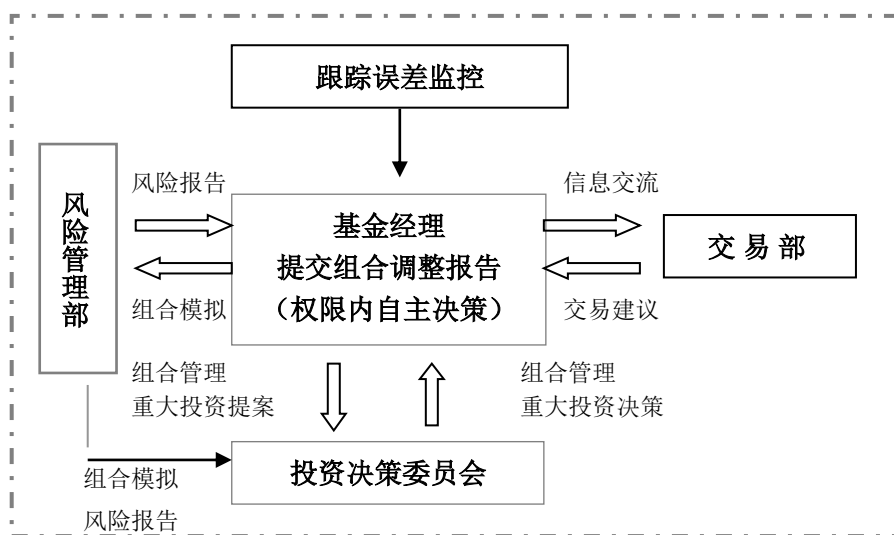 跟踪误差监控
风险报告
信息交流
风险管理部
基金经理
提交组合调整报告
（权限内自主决策）
交 易 部
组合模拟
交易建议
组合管理
重大投资提案
组合管理
重大投资决策
投资决策委员会
组合模拟
风险报告